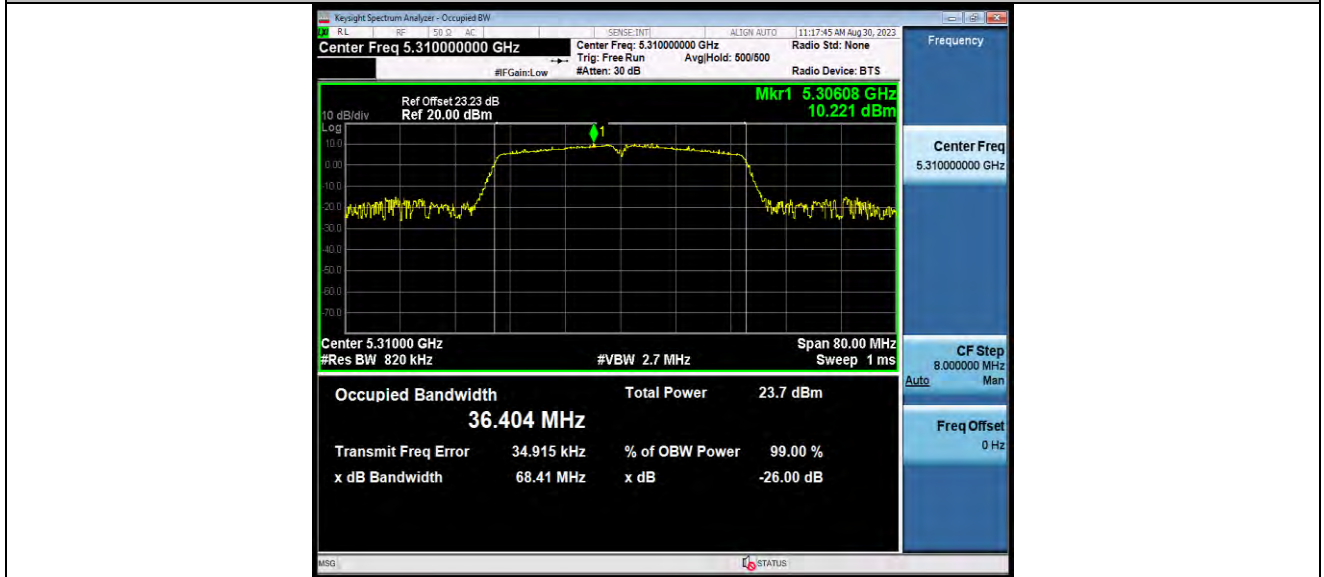 Keysight Spectrum Analyzer - Occupied BW
RL RF 50 Ω AC SENSE:INT ALIGN AUTO 11:17:45 AM Aug 30, 2023
Center Freq 5.310000000 GHz
Center Freq: 5.310000000 GHz
Radio Std: None
Trig: Free Run Avg|Hold: 500/500
#IFGain:Low
#Atten: 30 dB
Radio Device: BTS
Frequency
Ref Offset 23.23 dB
Mkr1 5.30608 GHz
10 dB/div Ref 20.00 dBm
10.221 dBm
Log
1
10.0
0.00
-10.0
-20.0
-30.0
-40.0
-50.0
-60.0
-70.0
Center 5.31000 GHz
Span 80.00 MHz
#Res BW 820 kHz
#VBW 2.7 MHz
Sweep 1 ms
Center Freq
5.310000000 GHz
CF Step
8.000000 MHz
Auto Man
Freq Offset
0 Hz
Occupied Bandwidth
Total Power 23.7 dBm
36.404 MHz
Transmit Freq Error 34.915 kHz
% of OBW Power 99.00 %
x dB Bandwidth 68.41 MHz
x dB -26.00 dB
MSG
STATUS